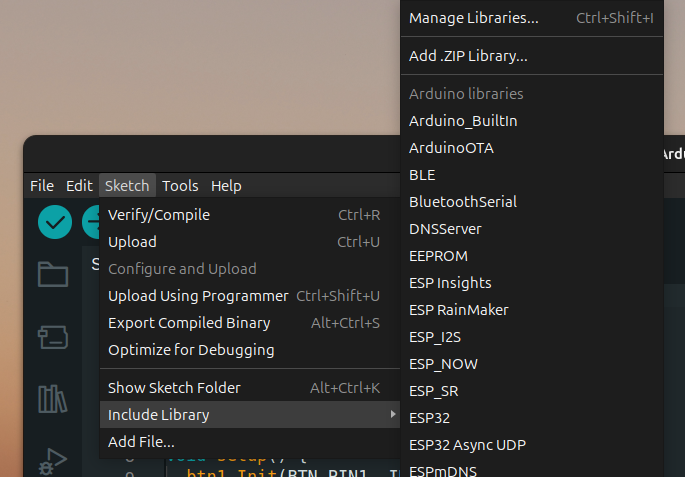 Manage Libraries... Ctrl+Shift+I
Add .ZIP Library...
Arduino libraries
Arduino_BuiltIn
ArduinoOTA
BLE
BluetoothSerial
DNSServer
EEPROM
ESP Insights
ESP RainMaker
ESP_I2S
ESP_NOW
ESP_SR
ESP32
ESP32 Async UDP
ESPmDNS
File Edit Sketch Tools Help
Verify/Compile Ctrl+R
Upload Ctrl+U
Configure and Upload
Upload Using Programmer Ctrl+Shift+U
Export Compiled Binary Alt+Ctrl+S
Optimize for Debugging
Show Sketch Folder Alt+Ctrl+K
Include Library
Add File...
void setup() {
btn1.Init(BTN_PIN1,